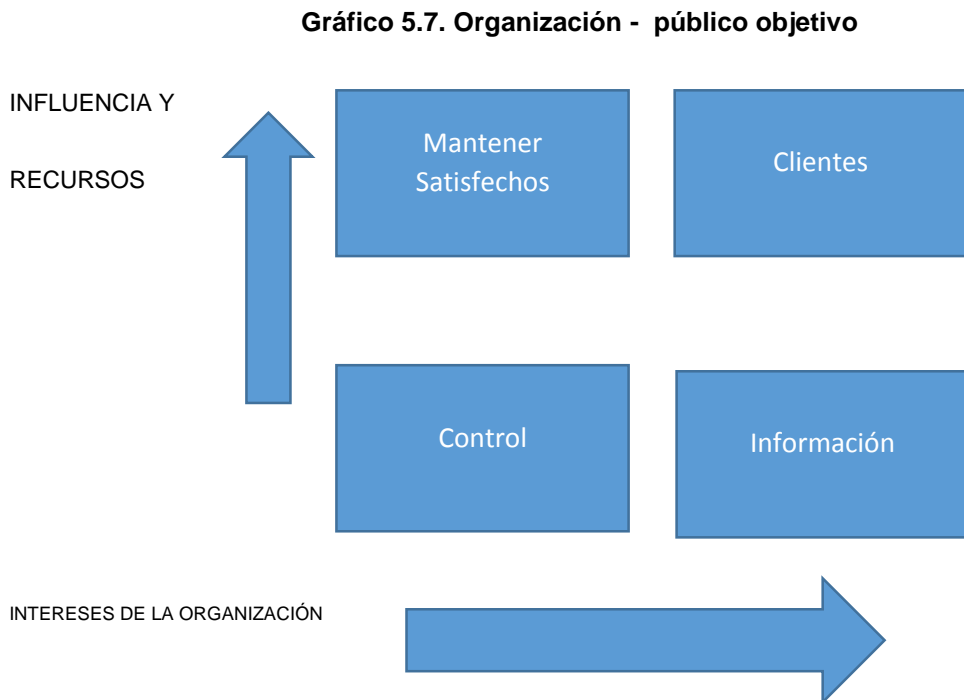 Gráfico 5.7. Organización - público objetivo
INFLUENCIA Y
RECURSOS
Mantener
Satisfechos
Clientes
Control
Información
INTERESES DE LA ORGANIZACIÓN